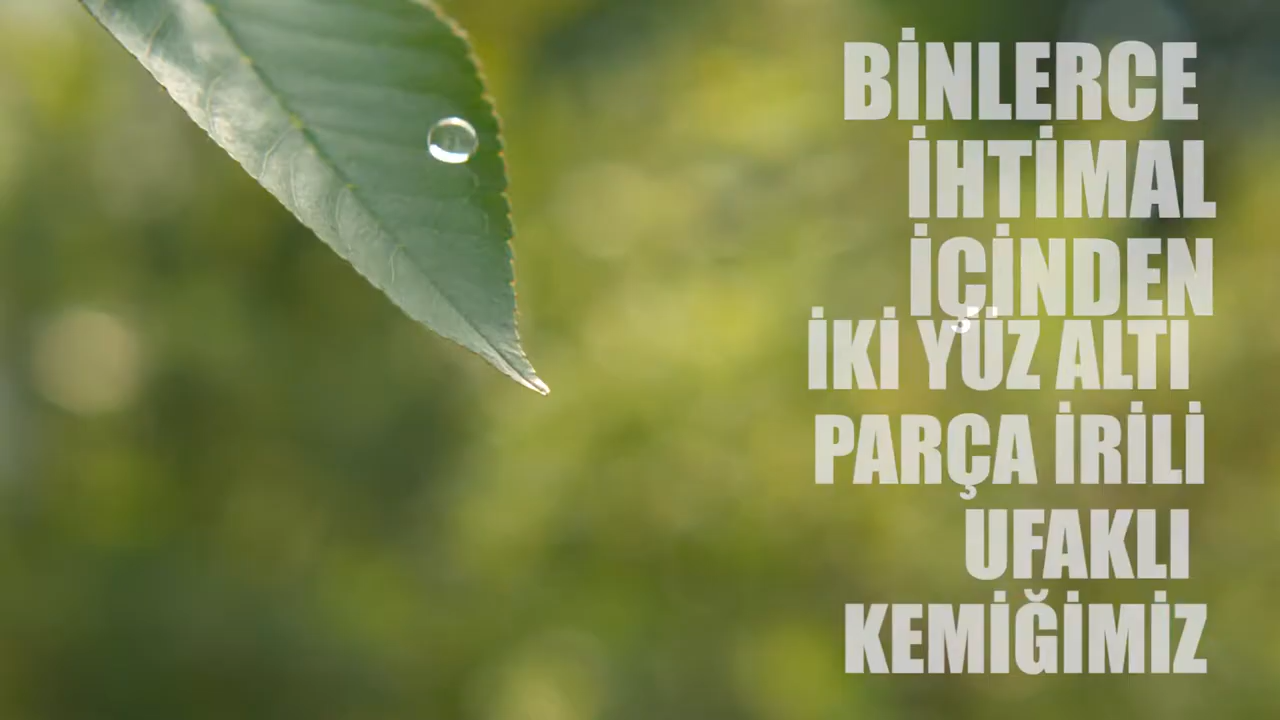 BİNLERCE
İHTİMAL
İÇİNDEN
İKİ YÜZ ALTI
PARÇA İRİLİ
UFAKLI
KEMİĞİMİZ